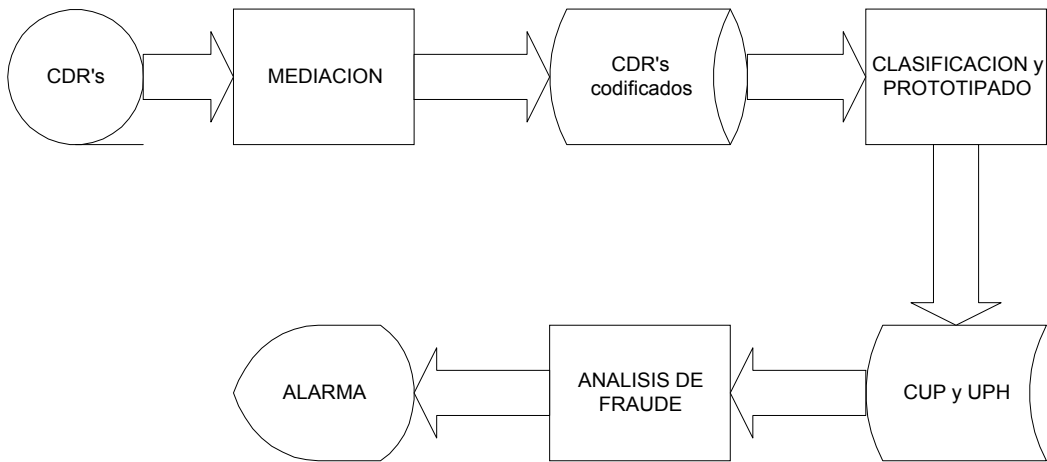 CDR's
MEDIACION
CDR's
codificados
CLASIFICACION y
PROTOTIPADO
ALARMA
ANALISIS DE
FRAUDE
CUP y UPH